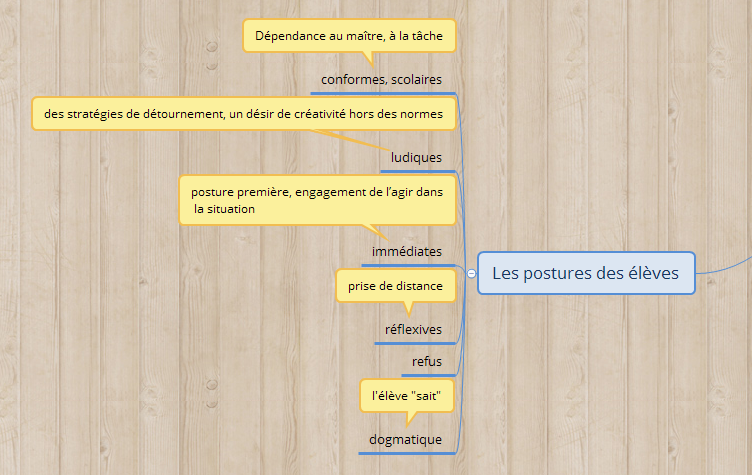 Dépendance au maître, à la tâche
conformes, scolaires
des stratégies de détournement, un désir de créativité hors des normes
ludiques
posture première, engagement de l'agir dans
la situation
immédiates
Les postures des élèves
prise de distance
réflexives
refus
l'élève "sait"
dogmatique